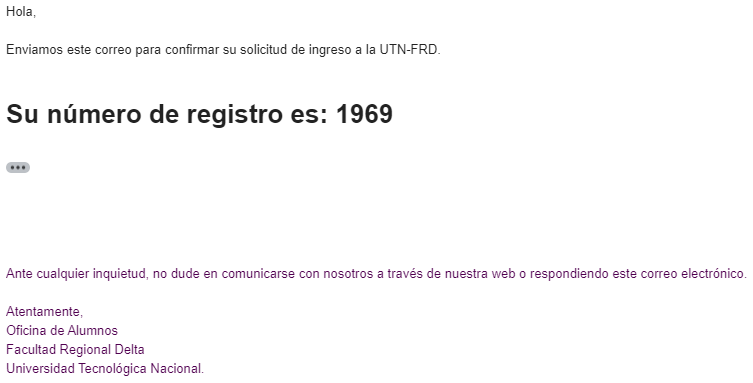 Hola,
Enviamos este correo para confirmar su solicitud de ingreso a la UTN-FRD.
Su número de registro es: 1969
Ante cualquier inquietud, no dude en comunicarse con nosotros a través de nuestra web o respondiendo este correo electrónico.
Atentamente,
Oficina de Alumnos
Facultad Regional Delta
Universidad Tecnológica Nacional.